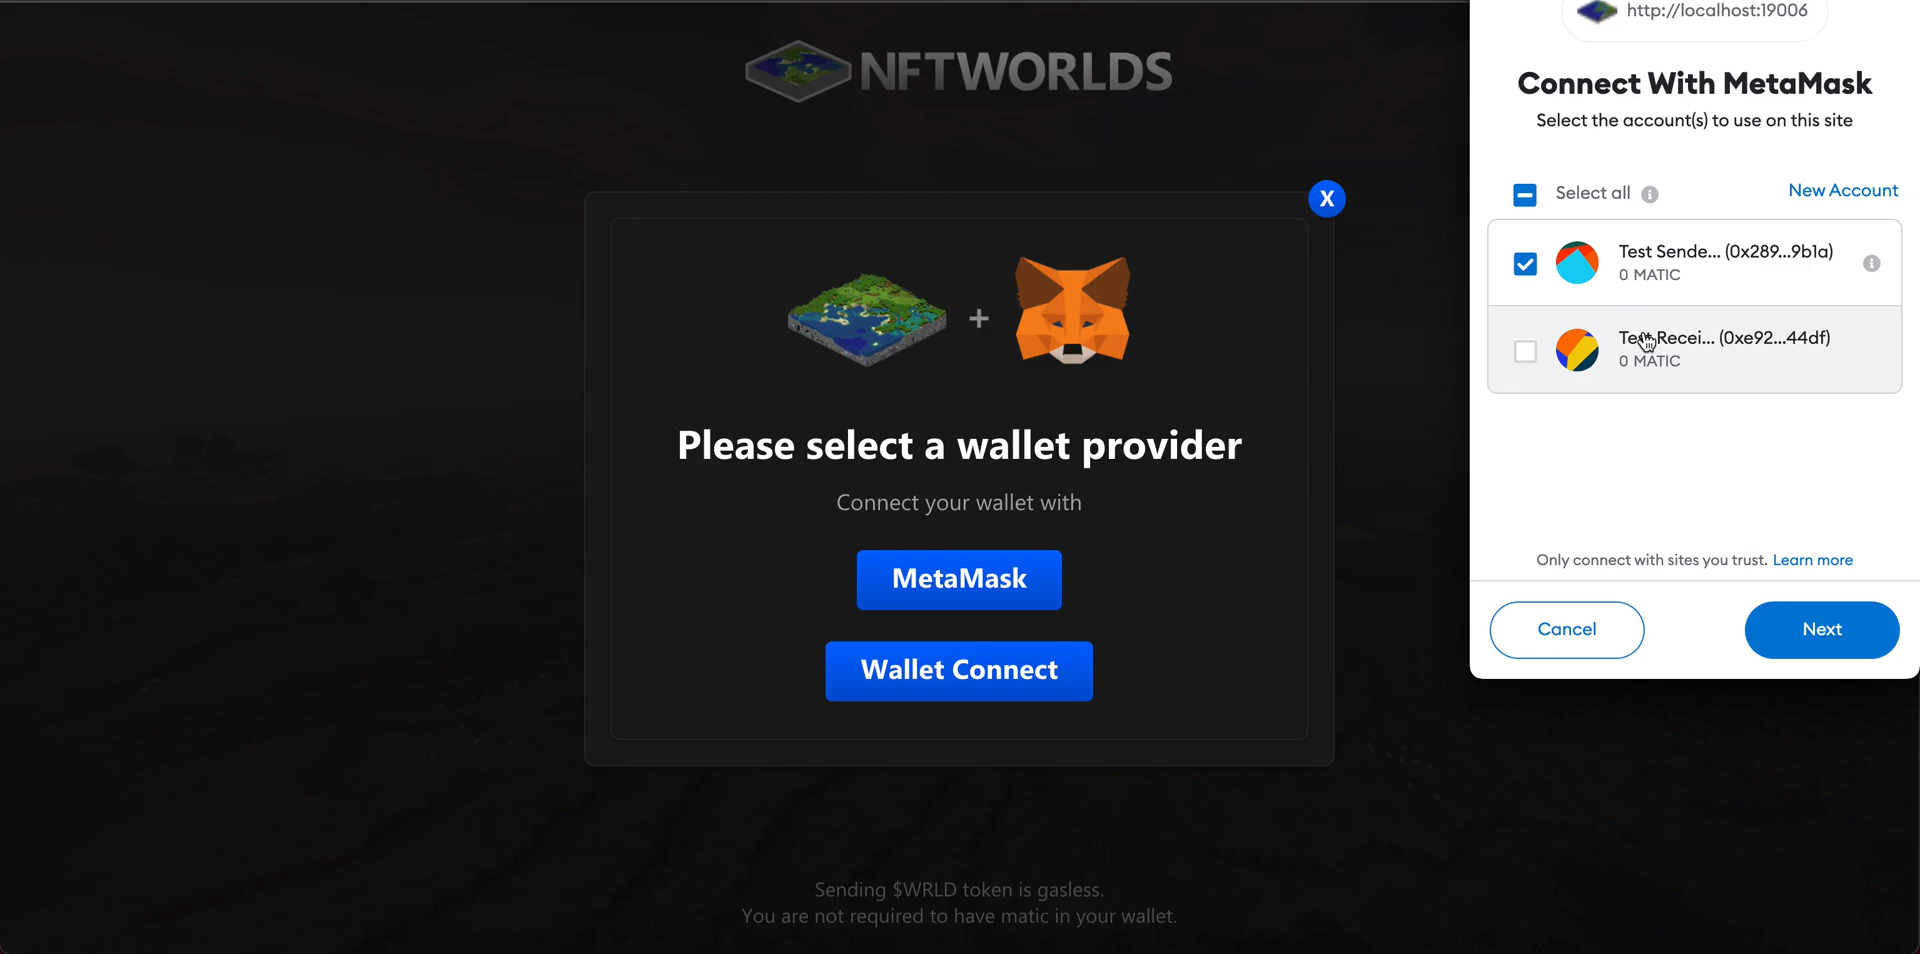 NFTWORLDS
X
+
Please select a wallet provider
Connect your wallet with
MetaMask
Wallet Connect
Sending $WRLD token is gasless.
You are not required to have matic in your wallet.
http://localhost:19006
Connect With MetaMask
Select the account(s) to use on this site
Select all
New Account
Test Sende... (0x289...9b1a)
0 MATIC
Recei... (0xe92...44df)
0 MATIC
Only connect with sites you trust. Learn more
Cancel
Next